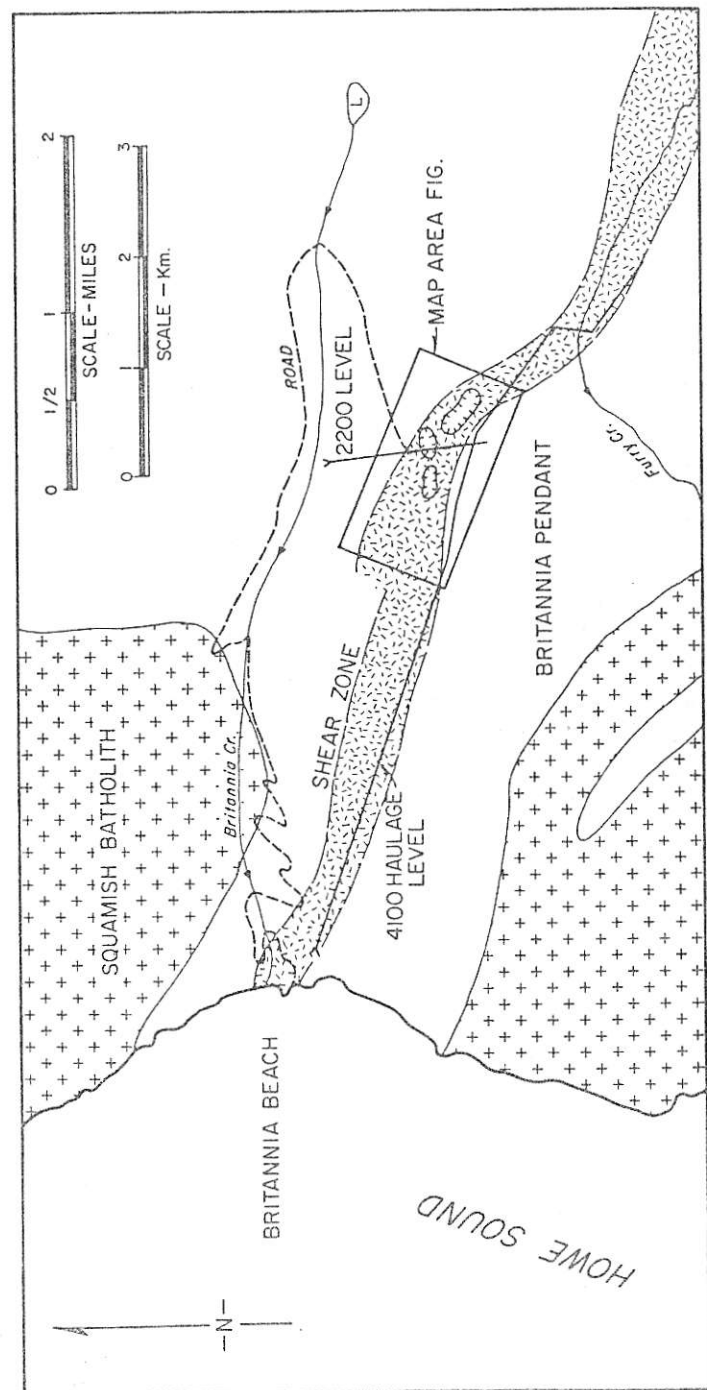 0 1/2 1 2
SCALE-MILES
0 1 2 3
SCALE - Km.
L
ROAD
2200 LEVEL
MAP AREA FIG.
SQUAMISH BATHOLITH
Britannia Cr.
SHEAR ZONE
4100 HAULAGE
LEVEL
BRITANNIA PENDANT
Furry Cr.
BRITANNIA BEACH
HOWE SOUND
-N-